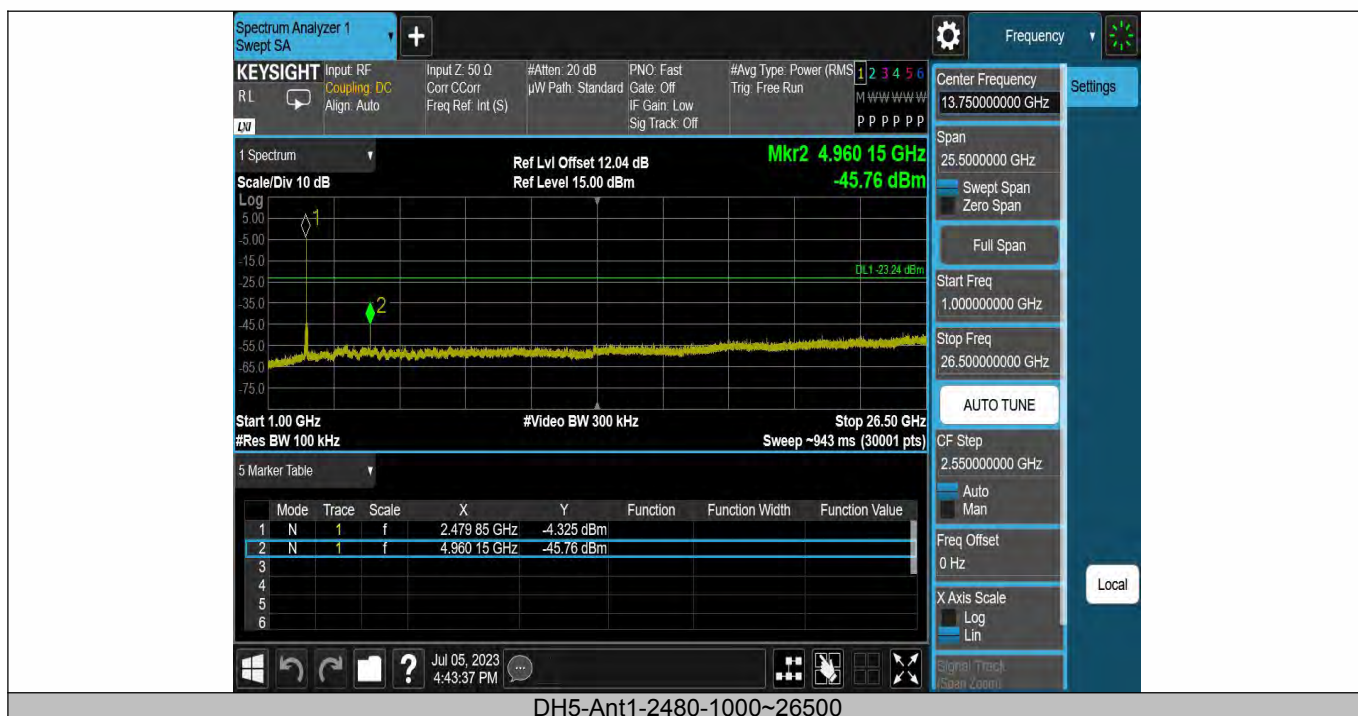 Spectrum Analyzer 1
Swept SA
+
Frequency
KEYSIGHT
R L
LXI
Input: RF
Coupling: DC
Align: Auto
Input Z: 50 Ω
Corr CCorr
Freq Ref: Int (S)
#Atten: 20 dB
µW Path: Standard
PNO: Fast
Gate: Off
IF Gain: Low
Sig Track: Off
#Avg Type: Power (RMS
Trig: Free Run
1 2 3 4 5 6
M W W W W W
P P P P P P
1 Spectrum
Scale/Div 10 dB
Ref Lvl Offset 12.04 dB
Ref Level 15.00 dBm
Mkr2 4.960 15 GHz
-45.76 dBm
Log
5.00
-5.00
-15.0
-25.0
-35.0
-45.0
-55.0
-65.0
-75.0
1
2
DL1 -23.24 dBm
Start 1.00 GHz
#Res BW 100 kHz
#Video BW 300 kHz
Stop 26.50 GHz
Sweep ~943 ms (30001 pts)
5 Marker Table
Mode Trace Scale X Y Function Function Width Function Value
1 N 1 f 2.479 85 GHz -4.325 dBm
2 N 1 f 4.960 15 GHz -45.76 dBm
3
4
5
6
Center Frequency
13.750000000 GHz
Span
25.5000000 GHz
Swept Span
Zero Span
Full Span
Start Freq
1.000000000 GHz
Stop Freq
26.500000000 GHz
AUTO TUNE
CF Step
2.550000000 GHz
Auto
Man
Freq Offset
0 Hz
X Axis Scale
Log
Lin
Signal Track
(Span Zoom)
Settings
Local
?
Jul 05, 2023
4:43:37 PM
DH5-Ant1-2480-1000~26500